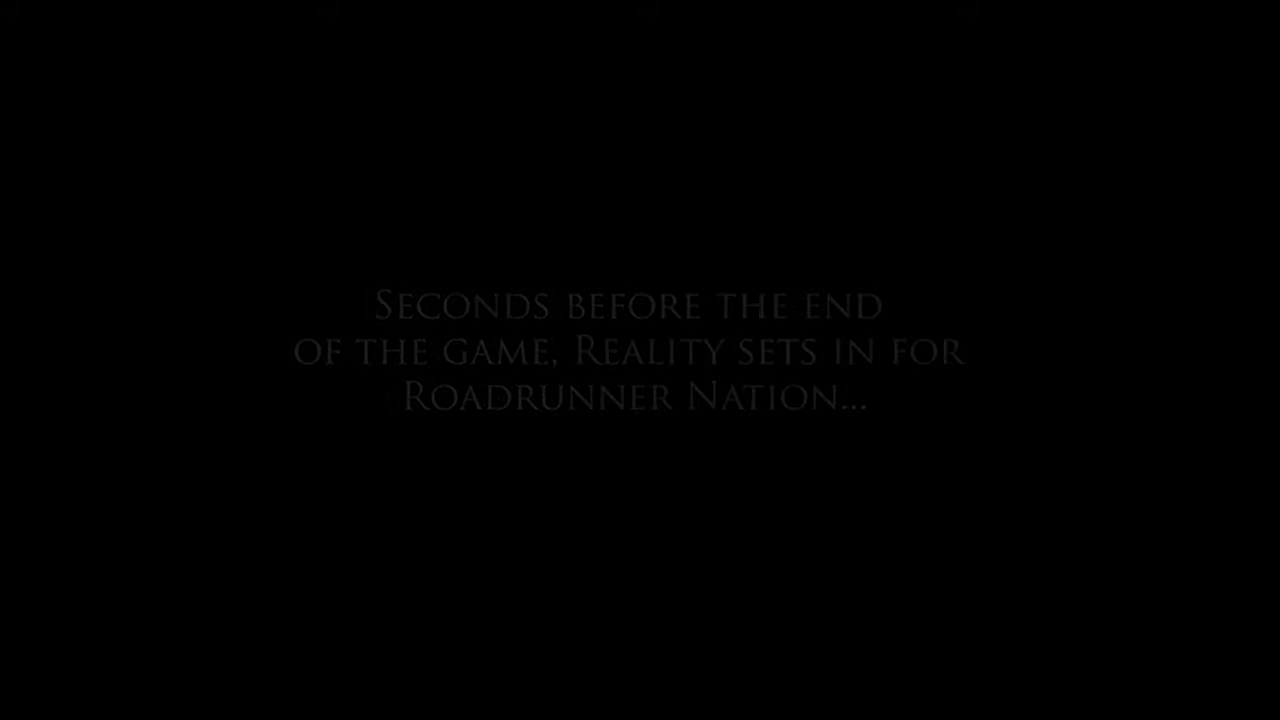 Seconds before the end
of the game, Reality sets in for
Roadrunner Nation...